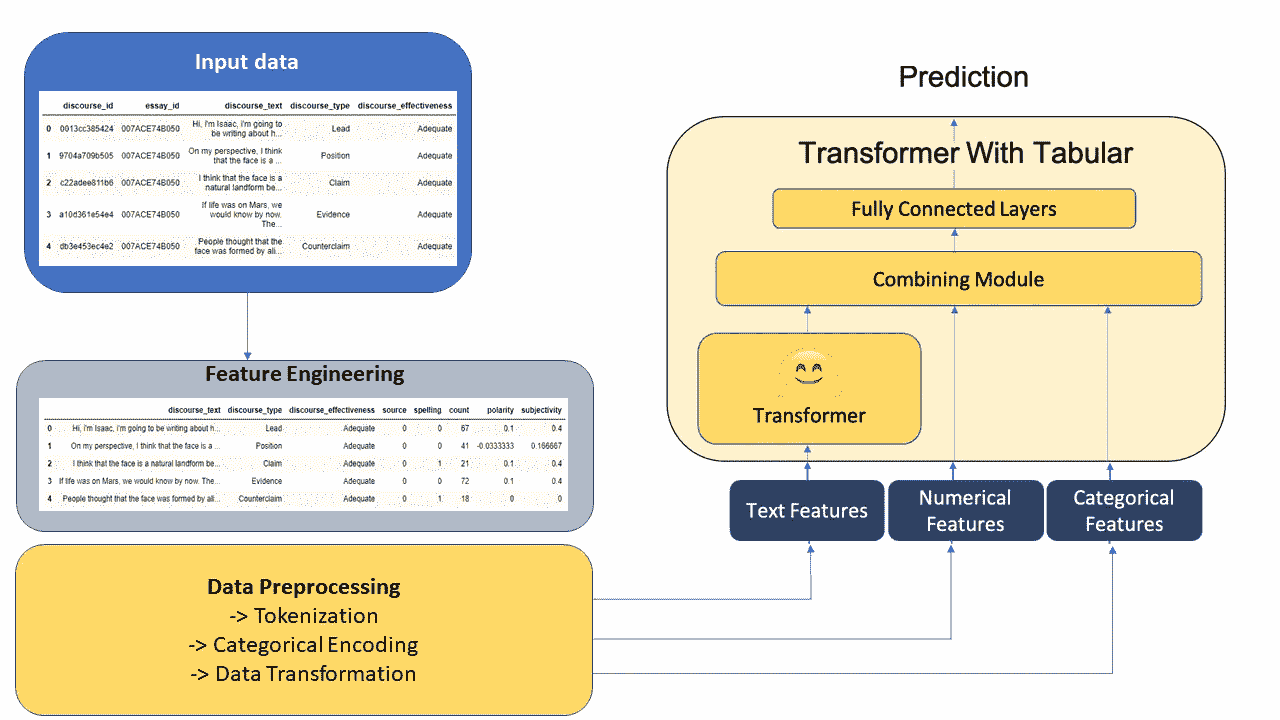 Input data
discourse_id essay_id discourse_text discourse_type discourse_effectiveness
0 0013cc385424 007ACE74B050 Hi, i'm Isaac, i'm going to be writing about h... Lead Adequate
1 9704a709b505 007ACE74B050 On my perspective, I think that the face is a ... Position Adequate
2 c22adee811b6 007ACE74B050 I think that the face is a natural landform be... Claim Adequate
3 a10d361e54e4 007ACE74B050 If life was on Mars, we would know by now. The... Evidence Adequate
4 db3e453ec4e2 007ACE74B050 People thought that the face was formed by ali... Counterclaim Adequate
Feature Engineering
discourse_text discourse_type discourse_effectiveness source spelling count polarity subjectivity
0 Hi, i'm Isaac, i'm going to be writing about h... Lead Adequate 0 0 67 0.1 0.4
1 On my perspective, I think that the face is a ... Position Adequate 0 0 41 -0.0333333 0.166667
2 I think that the face is a natural landform be... Claim Adequate 0 1 21 0.1 0.4
3 If life was on Mars, we would know by now. The... Evidence Adequate 0 0 72 0.1 0.4
4 People thought that the face was formed by ali... Counterclaim Adequate 0 1 18 0 0
Data Preprocessing
-> Tokenization
-> Categorical Encoding
-> Data Transformation
Prediction
Transformer With Tabular
Fully Connected Layers
Combining Module
Transformer
Text Features
Numerical
Features
Categorical
Features